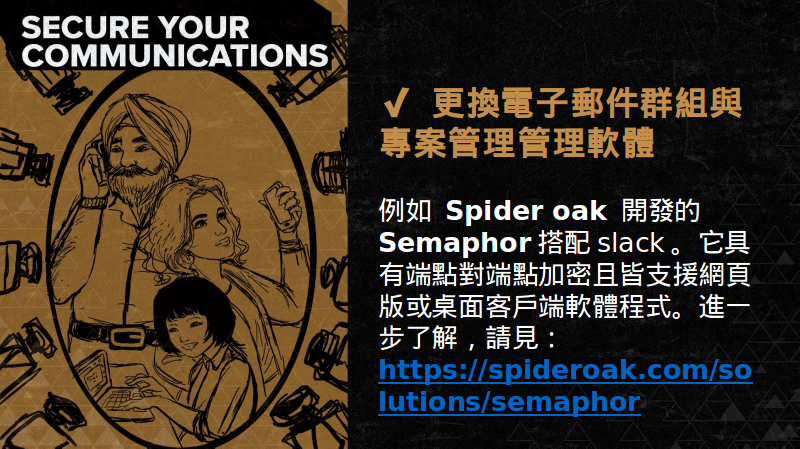 SECURE YOUR
COMMUNICATIONS
✓ 更換電子郵件群組與
專案管理管理軟體
例如 Spider oak 開發的
Semaphor 搭配 slack。它具
有端點對端點加密且皆支援網頁
版或桌面客戶端軟體程式。進一
步了解，請見：
https://spideroak.com/so
lutions/semaphor